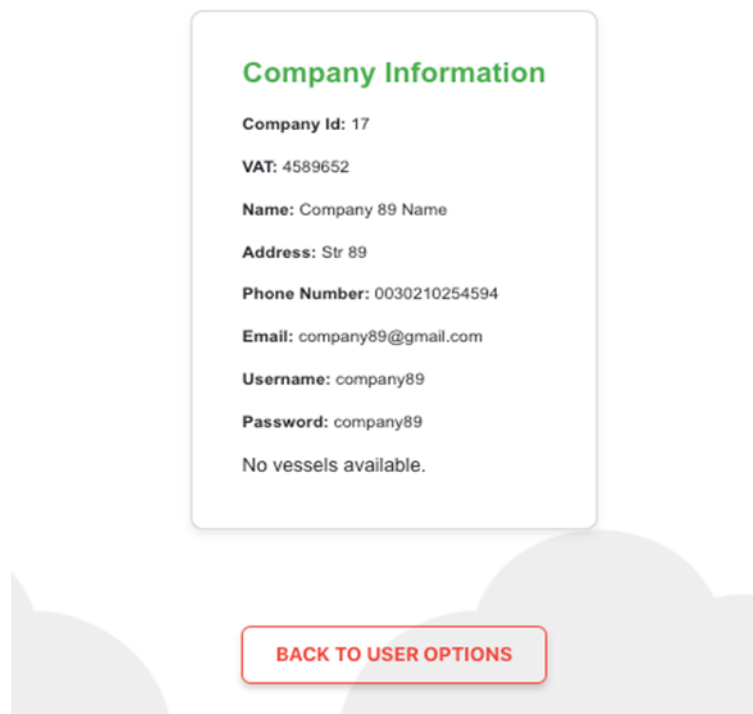 Company Information
Company Id: 17
VAT: 4589652
Name: Company 89 Name
Address: Str 89
Phone Number: 0030210254594
Email: company89@gmail.com
Username: company89
Password: company89
No vessels available.
BACK TO USER OPTIONS